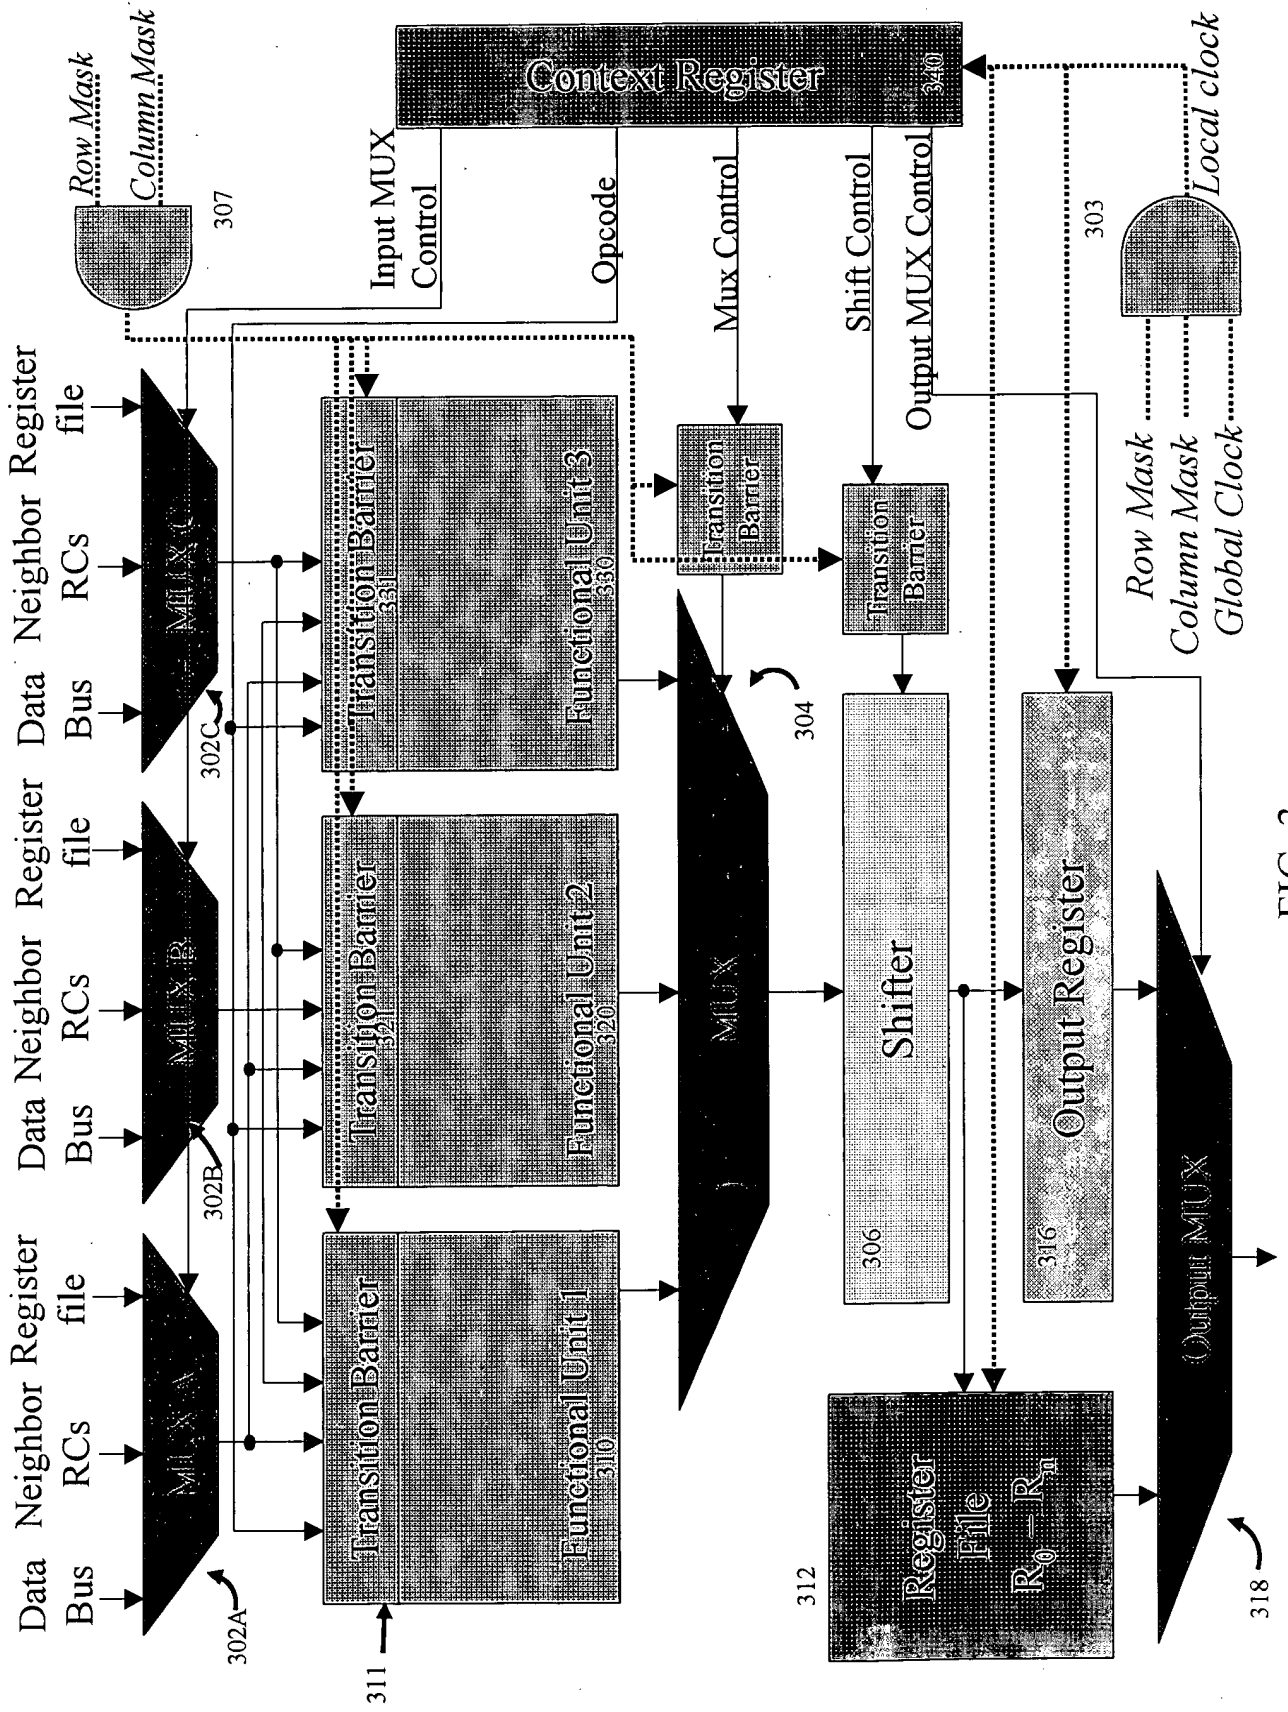 Data Neighbor Register
Bus RCs file
Data Neighbor Register
Bus RCs file
Data Neighbor Register
Bus RCs file
Row Mask
Column Mask
307
MUX A
MUX B
MUX C
302A
302B
302C
Input MUX
Control
Opcode
Mux Control
Shift Control
Output MUX Control
Context Register
340
311
Transition Barrier
Functional Unit 1
310
Transition Barrier
321
Functional Unit 2
320
Transition Barrier
331
Functional Unit 3
330
Transition
Barrier
Transition
Barrier
MUX
304
306
Shifter
312
Register
File
R0 – Rn
316
Output Register
Output MUX
318
303
Row Mask
Column Mask
Global Clock
Local clock